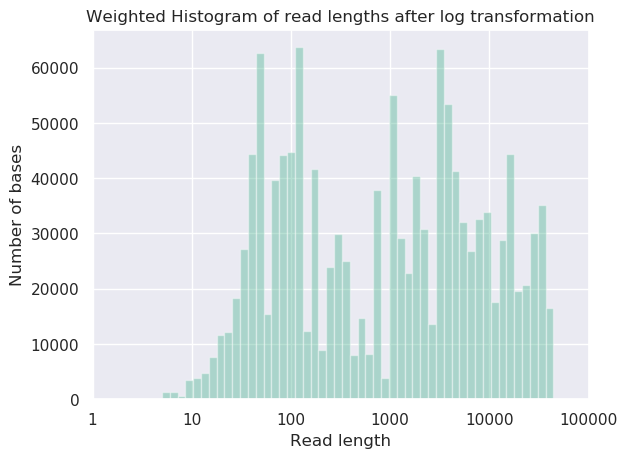 Weighted Histogram of read lengths after log transformation
60000
50000
40000
30000
20000
10000
0
Number of bases
1 10 100 1000 10000 100000
Read length